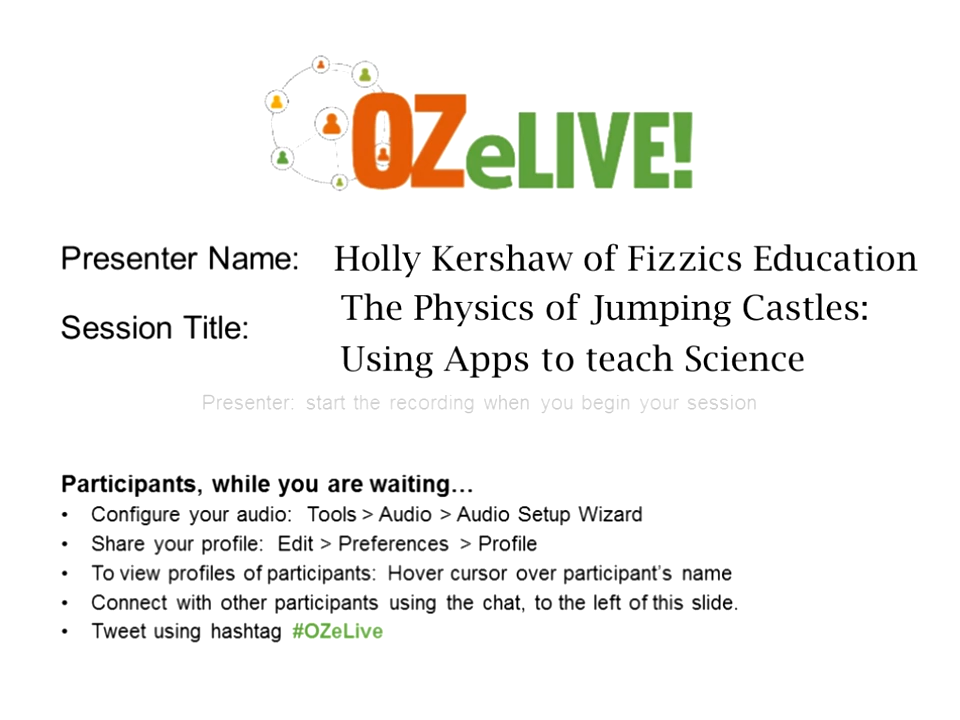 OZeLIVE!
Presenter Name: Holly Kershaw of Fizzics Education
Session Title: The Physics of Jumping Castles:
Using Apps to teach Science
Presenter: start the recording when you begin your session
Participants, while you are waiting…
• Configure your audio: Tools > Audio > Audio Setup Wizard
• Share your profile: Edit > Preferences > Profile
• To view profiles of participants: Hover cursor over participant's name
• Connect with other participants using the chat, to the left of this slide.
• Tweet using hashtag #OZeLive